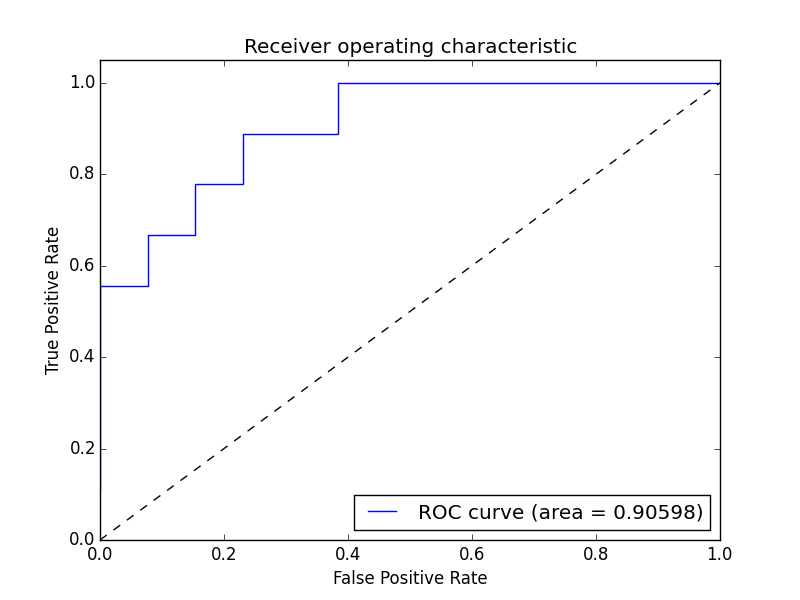 Receiver operating characteristic
1.0
0.8
0.6
0.4
0.2
0.0
True Positive Rate
ROC curve (area = 0.90598)
0.0 0.2 0.4 0.6 0.8 1.0
False Positive Rate